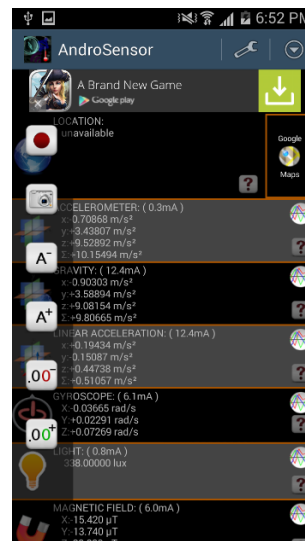 6:52 PM
AndroSensor
A Brand New Game
Google play
LOCATION:
unavailable
Google
Maps
?
ACCELEROMETER: ( 0.3mA )
x:-0.70868 m/s²
y:+3.43807 m/s²
z:+9.52892 m/s²
Σ:+10.15494 m/s²
?
A-
GRAVITY: ( 12.4mA )
x:-0.90303 m/s²
y:+3.58894 m/s²
z:+9.08154 m/s²
Σ:+9.80665 m/s²
?
A+
LINEAR ACCELERATION: ( 12.4mA )
x:+0.19434 m/s²
y:-0.15087 m/s²
z:+0.44738 m/s²
Σ:+0.51057 m/s²
?
.00-
GYROSCOPE: ( 6.1mA )
X:-0.03665 rad/s
Y:+0.02291 rad/s
Z:+0.07269 rad/s
?
.00+
LIGHT: ( 0.8mA )
338.00000 lux
?
MAGNETIC FIELD: ( 6.0mA )
X:-15.420 µT
Y:-13.740 µT
?